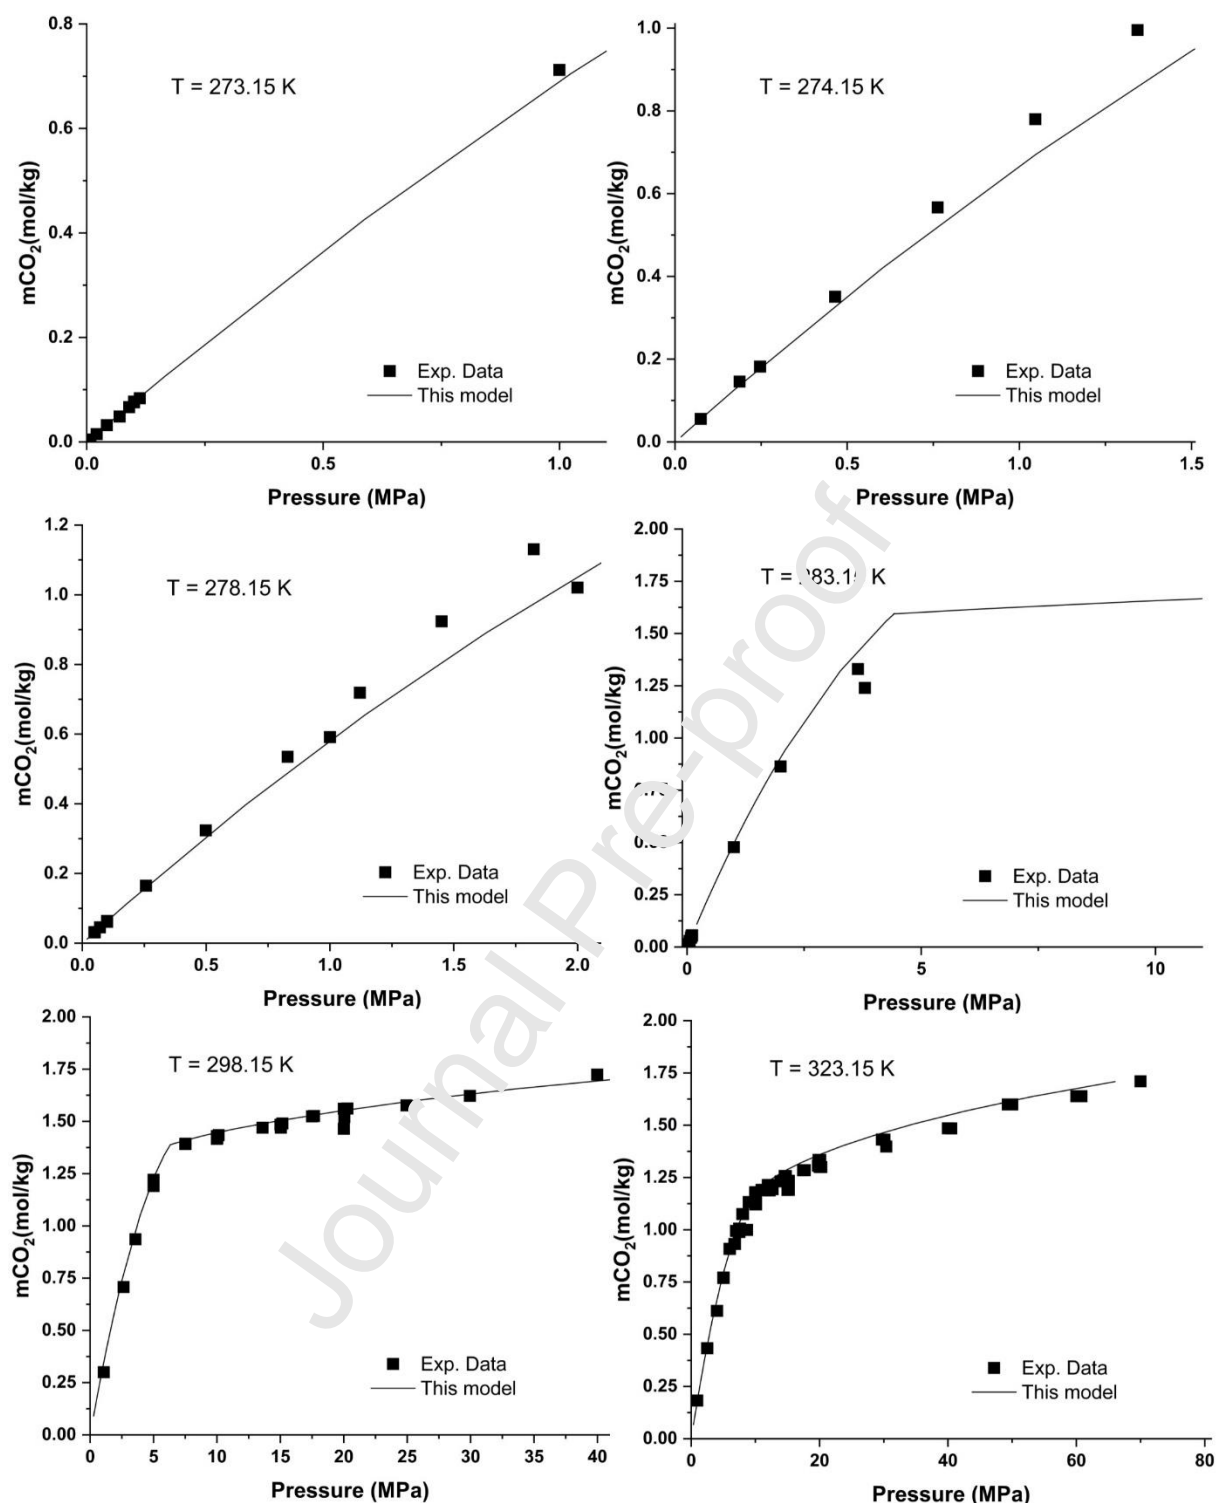 0.8
0.6
0.4
0.2
0.0
mCO2(mol/kg)
T = 273.15 K
Exp. Data
This model
0.0 0.5 1.0
Pressure (MPa)
1.0
0.8
0.6
0.4
0.2
0.0
mCO2(mol/kg)
T = 274.15 K
Exp. Data
This model
0.0 0.5 1.0 1.5
Pressure (MPa)
1.2
1.0
0.8
0.6
0.4
0.2
0.0
mCO2(mol/kg)
T = 278.15 K
Exp. Data
This model
0.0 0.5 1.0 1.5 2.0
Pressure (MPa)
2.00
1.75
1.50
1.25
1.00
0.25
0.00
mCO2(mol/kg)
T = 283.15 K
Exp. Data
This model
0 5 10
Pressure (MPa)
2.00
1.75
1.50
1.25
1.00
0.75
0.50
0.25
0.00
mCO2(mol/kg)
T = 298.15 K
Exp. Data
This model
0 5 10 15 20 25 30 35 40
Pressure (MPa)
2.00
1.75
1.50
1.25
1.00
0.75
0.50
0.25
0.00
mCO2(mol/kg)
T = 323.15 K
Exp. Data
This model
0 20 40 60 80
Pressure (MPa)
Journal Pre-proof